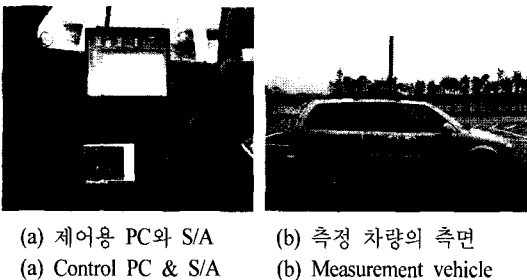 (a) 제어용 PC와 S/A
(b) 측정 차량의 측면
(a) Control PC & S/A
(b) Measurement vehicle